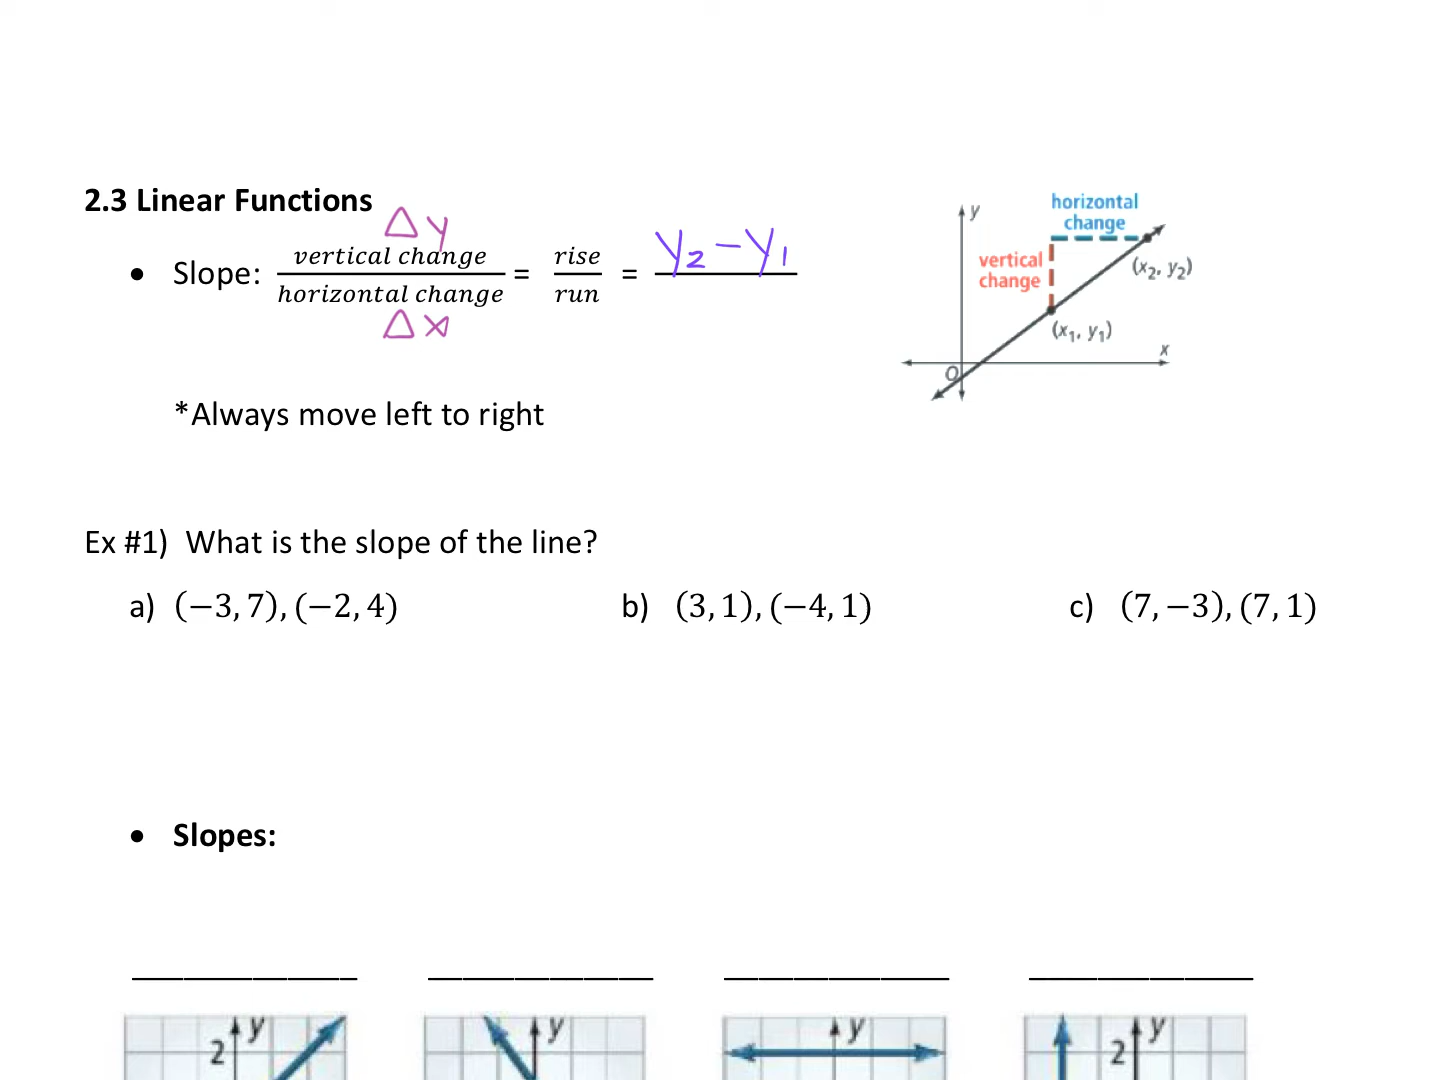 2.3 Linear Functions
Δy
• Slope: vertical change / horizontal change = rise / run = y₂ − y₁
Δx
*Always move left to right
horizontal change
vertical change
y
(x₂, y₂)
(x₁, y₁)
x
O
Ex #1) What is the slope of the line?
a) (−3, 7), (−2, 4) b) (3, 1), (−4, 1) c) (7, −3), (7, 1)
• Slopes:
2 y y y 2 y